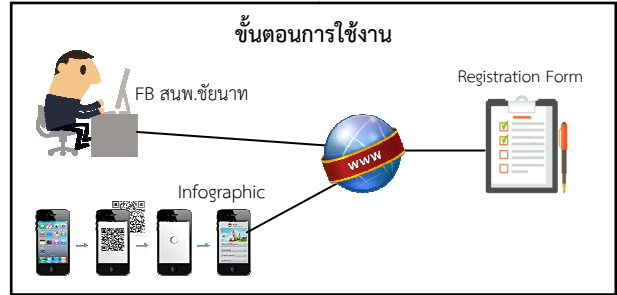 ขั้นตอนการใช้งาน
FB สนพ.ชัยนาท
Registration Form
www
Infographic